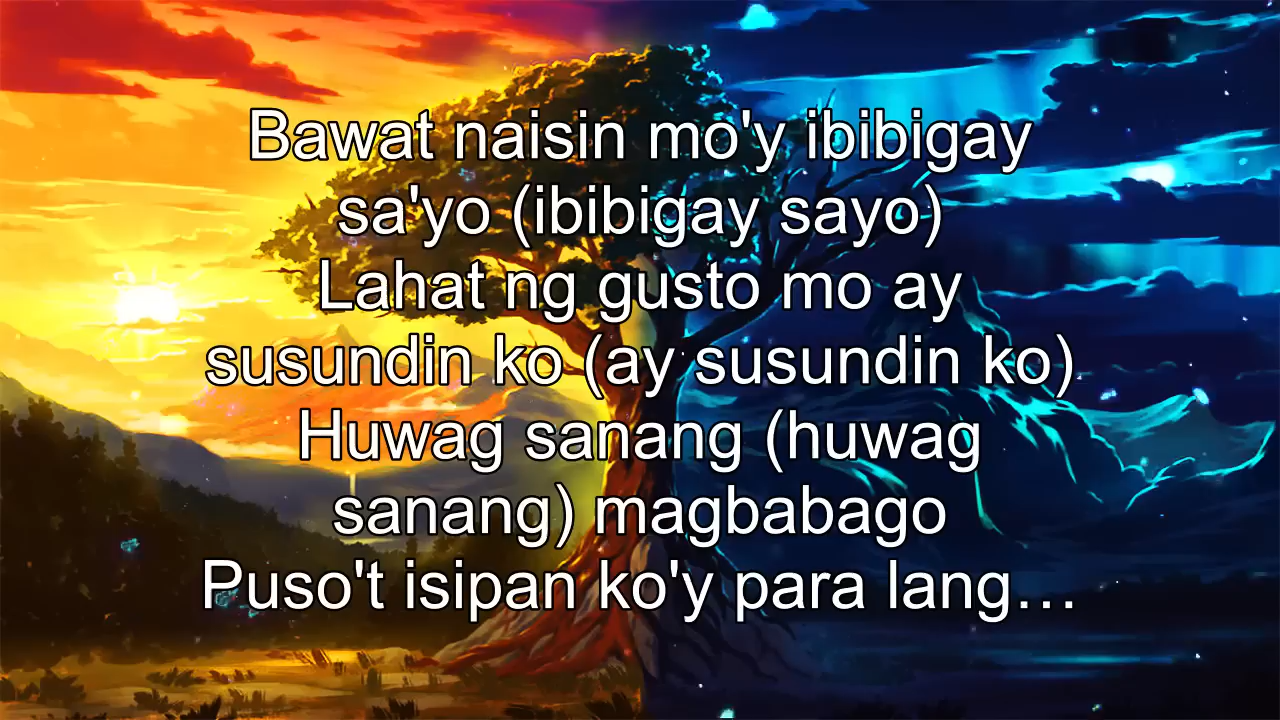 Bawat naisin mo'y ibibigay
sa'yo (ibibigay sayo)
Lahat ng gusto mo ay
susundin ko (ay susundin ko)
Huwag sanang (huwag
sanang) magbabago
Puso't isipan ko'y para lang…